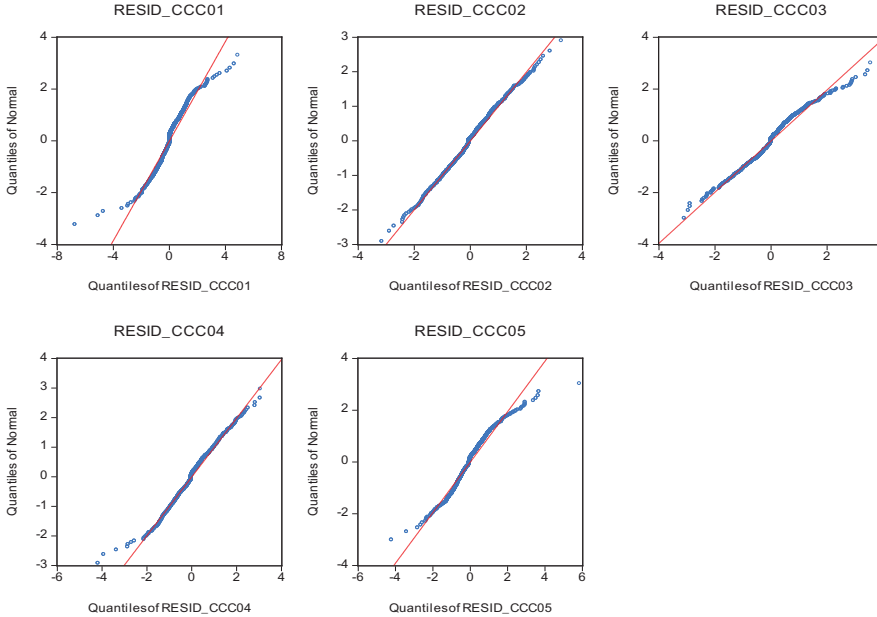 RESID_CCC01
RESID_CCC02
RESID_CCC03
4
2
0
-2
-4
Quantiles of Normal
-8 -4 0 4 8
Quantiles of RESID_CCC01
3
2
1
0
-1
-2
-3
Quantiles of Normal
-4 -2 0 2 4
Quantiles of RESID_CCC02
4
2
0
-2
-4
Quantiles of Normal
-4 -2 0 2 4
Quantiles of RESID_CCC03
RESID_CCC04
RESID_CCC05
4
3
2
1
0
-1
-2
-3
Quantiles of Normal
-6 -4 -2 0 2 4
Quantiles of RESID_CCC04
4
2
0
-2
-4
Quantiles of Normal
-6 -4 -2 0 2 4 6
Quantiles of RESID_CCC05